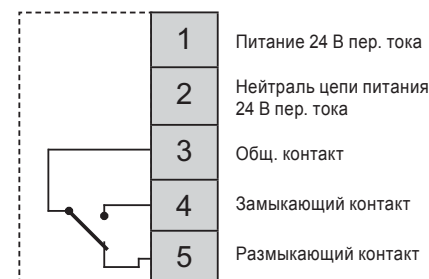 1 Питание 24 В пер. тока
2 Нейтраль цепи питания
24 В пер. тока
3 Общ. контакт
4 Замыкающий контакт
5 Размыкающий контакт